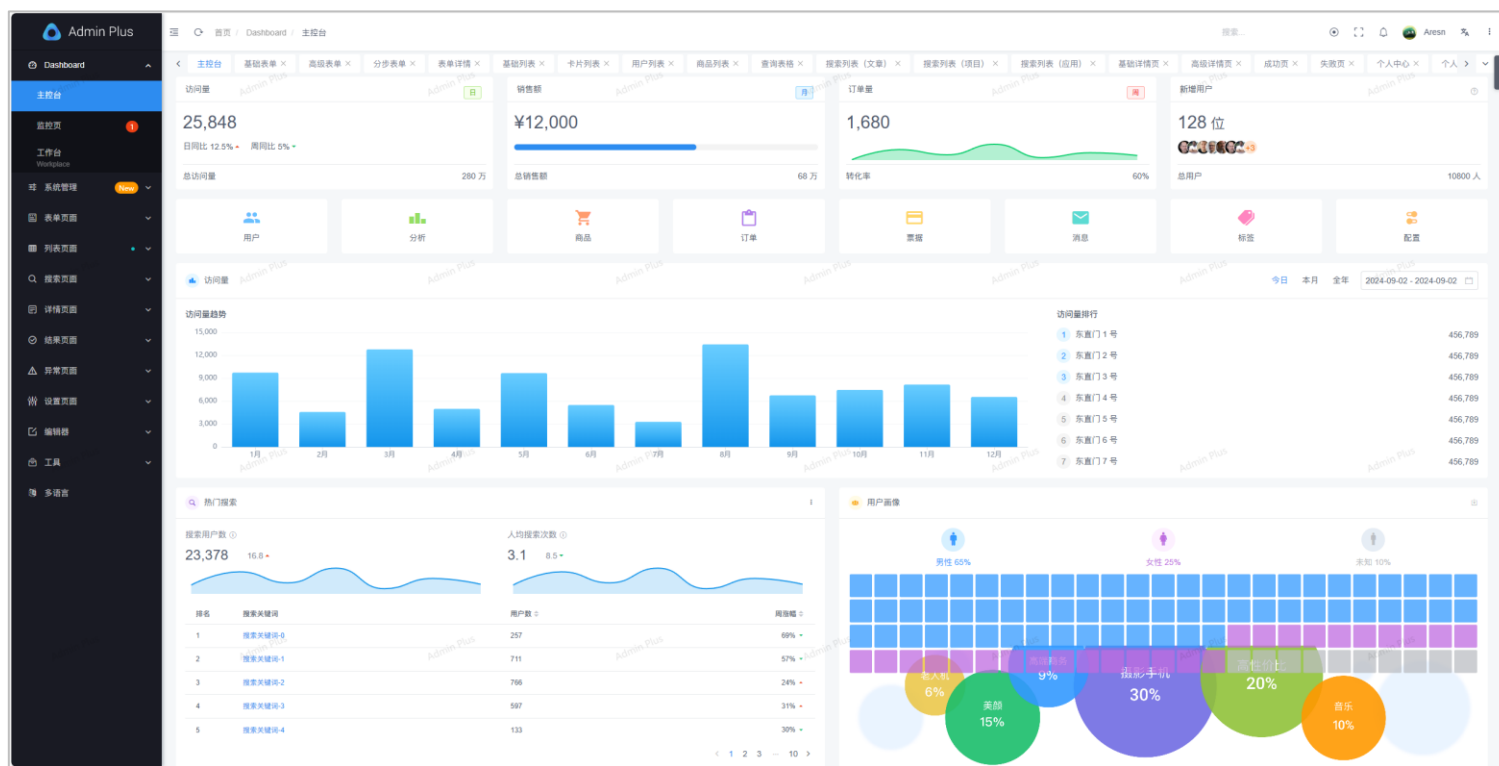 Admin Plus
首页 / Dashboard / 主控台
搜索...
Aresn
Dashboard
主控台
监控页 1
工作台
Workplace
系统管理 New
表单页面
列表页面
搜索页面
详情页面
结果页面
异常页面
设置页面
编辑器
工具
多语言
主控台 基础表单 × 高级表单 × 分步表单 × 表单详情 × 基础列表 × 卡片列表 × 用户列表 × 商品列表 × 查询表格 × 搜索列表（文章） × 搜索列表（项目） × 搜索列表（应用） × 基础详情页 × 高级详情页 × 成功页 × 失败页 × 个人中心 × 个人
访问量 日
25,848
日同比 12.5% 周同比 5%
总访问量 280 万
销售额 月
¥12,000
总销售额 68 万
订单量 周
1,680
转化率 60%
新增用户
128 位
+3
总用户 10800 人
用户 分析 商品 订单 票据 消息 标签 配置
访问量
今日 本月 全年 2024-09-02 - 2024-09-02
访问量趋势
15,000
12,000
9,000
6,000
3,000
0
1月 2月 3月 4月 5月 6月 7月 8月 9月 10月 11月 12月
访问量排行
1 东直门 1 号 456,789
2 东直门 2 号 456,789
3 东直门 3 号 456,789
4 东直门 4 号 456,789
5 东直门 5 号 456,789
6 东直门 6 号 456,789
7 东直门 7 号 456,789
热门搜索
搜索用户数
23,378 16.8
人均搜索次数
3.1 8.5
排名 搜索关键词 用户数 周涨幅
1 搜索关键词-0 257 69%
2 搜索关键词-1 711 57%
3 搜索关键词-2 766 24%
4 搜索关键词-3 597 31%
5 搜索关键词-4 133 30%
< 1 2 3 ··· 10 >
用户画像
男性 65%
女性 25%
未知 10%
老人机
6%
美颜
15%
9%
摄影手机
30%
高性价比
20%
音乐
10%